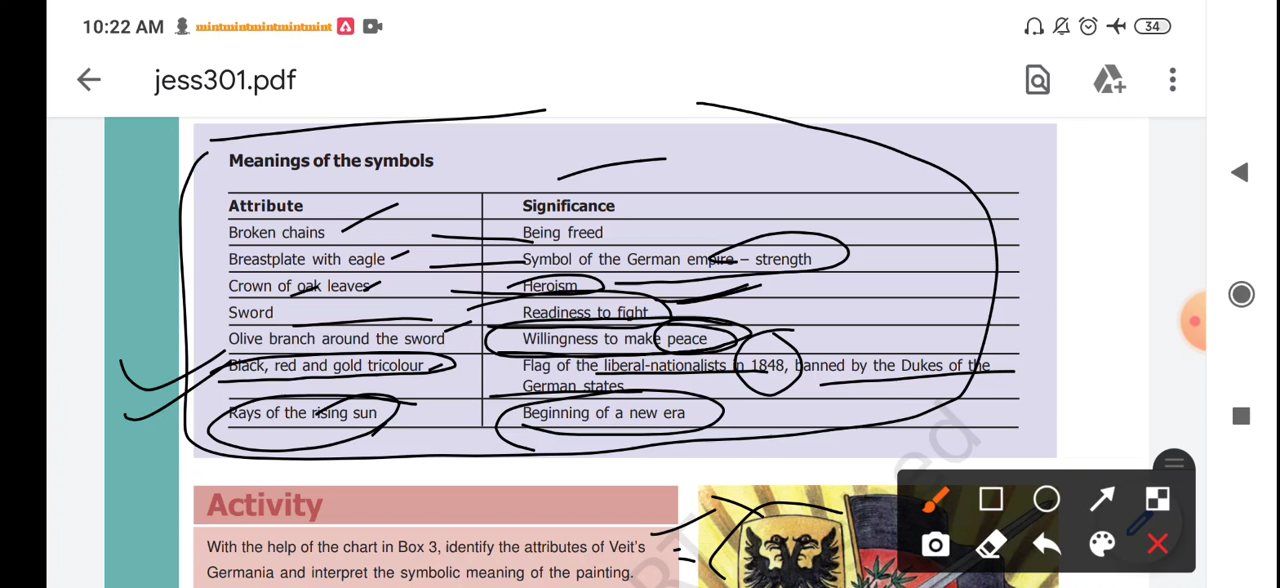 10:22 AM mintmintmintmintmint 34
jess301.pdf
Meanings of the symbols
Attribute Significance
Broken chains Being freed
Breastplate with eagle Symbol of the German empire – strength
Crown of oak leaves Heroism
Sword Readiness to fight
Olive branch around the sword Willingness to make peace
Black, red and gold tricolour Flag of the liberal-nationalists in 1848, banned by the Dukes of the
German states
Rays of the rising sun Beginning of a new era
Activity
With the help of the chart in Box 3, identify the attributes of Veit's
Germania and interpret the symbolic meaning of the painting.